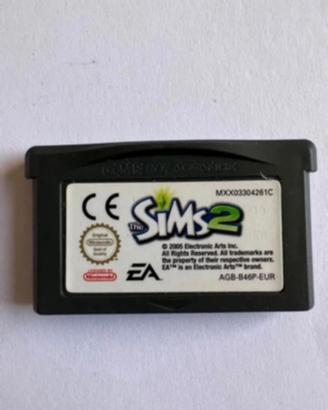 GAME BOY ADVANCE
MXX03304261C
CE
The SiMS 2
Original
Nintendo
Seal of Quality
LICENSED BY
Nintendo
EA
© 2005 Electronic Arts Inc.
All Rights Reserved. All trademarks are
the property of their respective owners.
EA™ is an Electronic Arts™ brand.
AGB-B46P-EUR